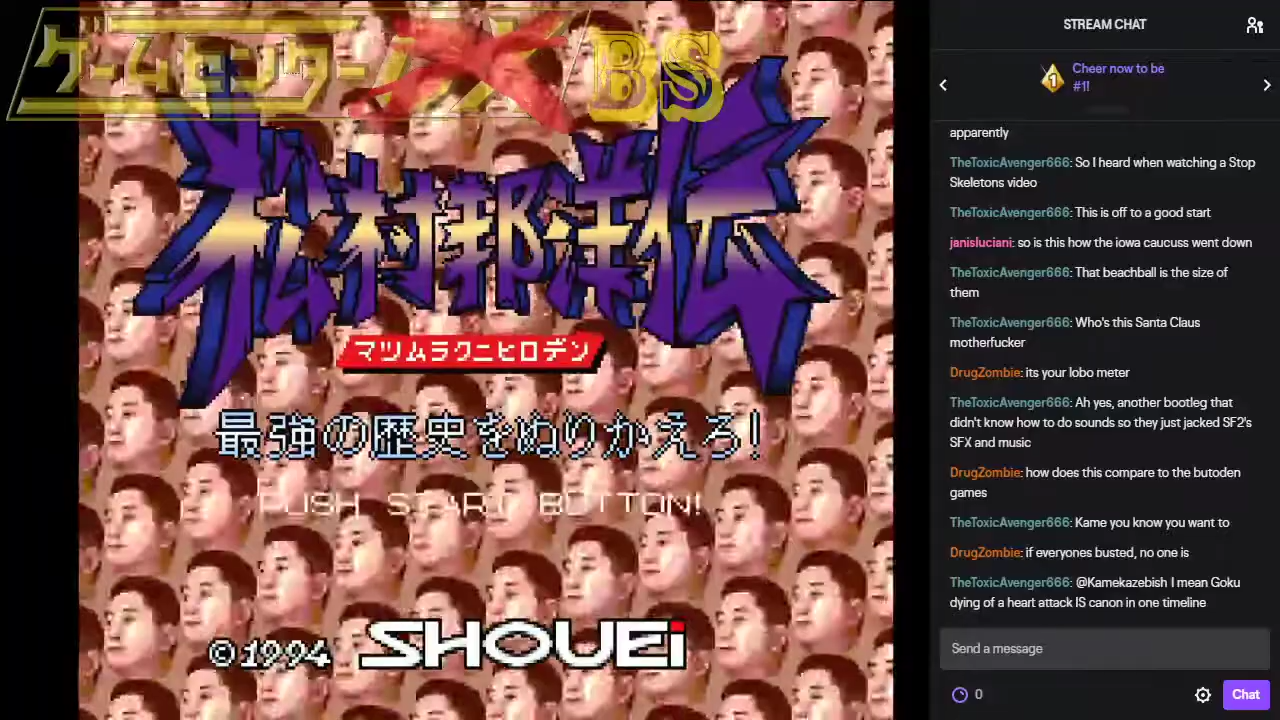 ゲームセンターCX BS
松村邦洋伝
マツムラクニヒロデン
最強の歴史をぬりかえろ!
PUSH START BUTTON!
©1994 SHOUEi
STREAM CHAT
1
Cheer now to be
#1!
apparently
TheToxicAvenger666: So I heard when watching a Stop
Skeletons video
TheToxicAvenger666: This is off to a good start
janisluciani: so is this how the iowa caucuss went down
TheToxicAvenger666: That beachball is the size of
them
TheToxicAvenger666: Who's this Santa Claus
motherfucker
DrugZombie: its your lobo meter
TheToxicAvenger666: Ah yes, another bootleg that
didn't know how to do sounds so they just jacked SF2's
SFX and music
DrugZombie: how does this compare to the butoden
games
TheToxicAvenger666: Kame you know you want to
DrugZombie: if everyones busted, no one is
TheToxicAvenger666: @Kamekazebish I mean Goku
dying of a heart attack IS canon in one timeline
Send a message
0
Chat